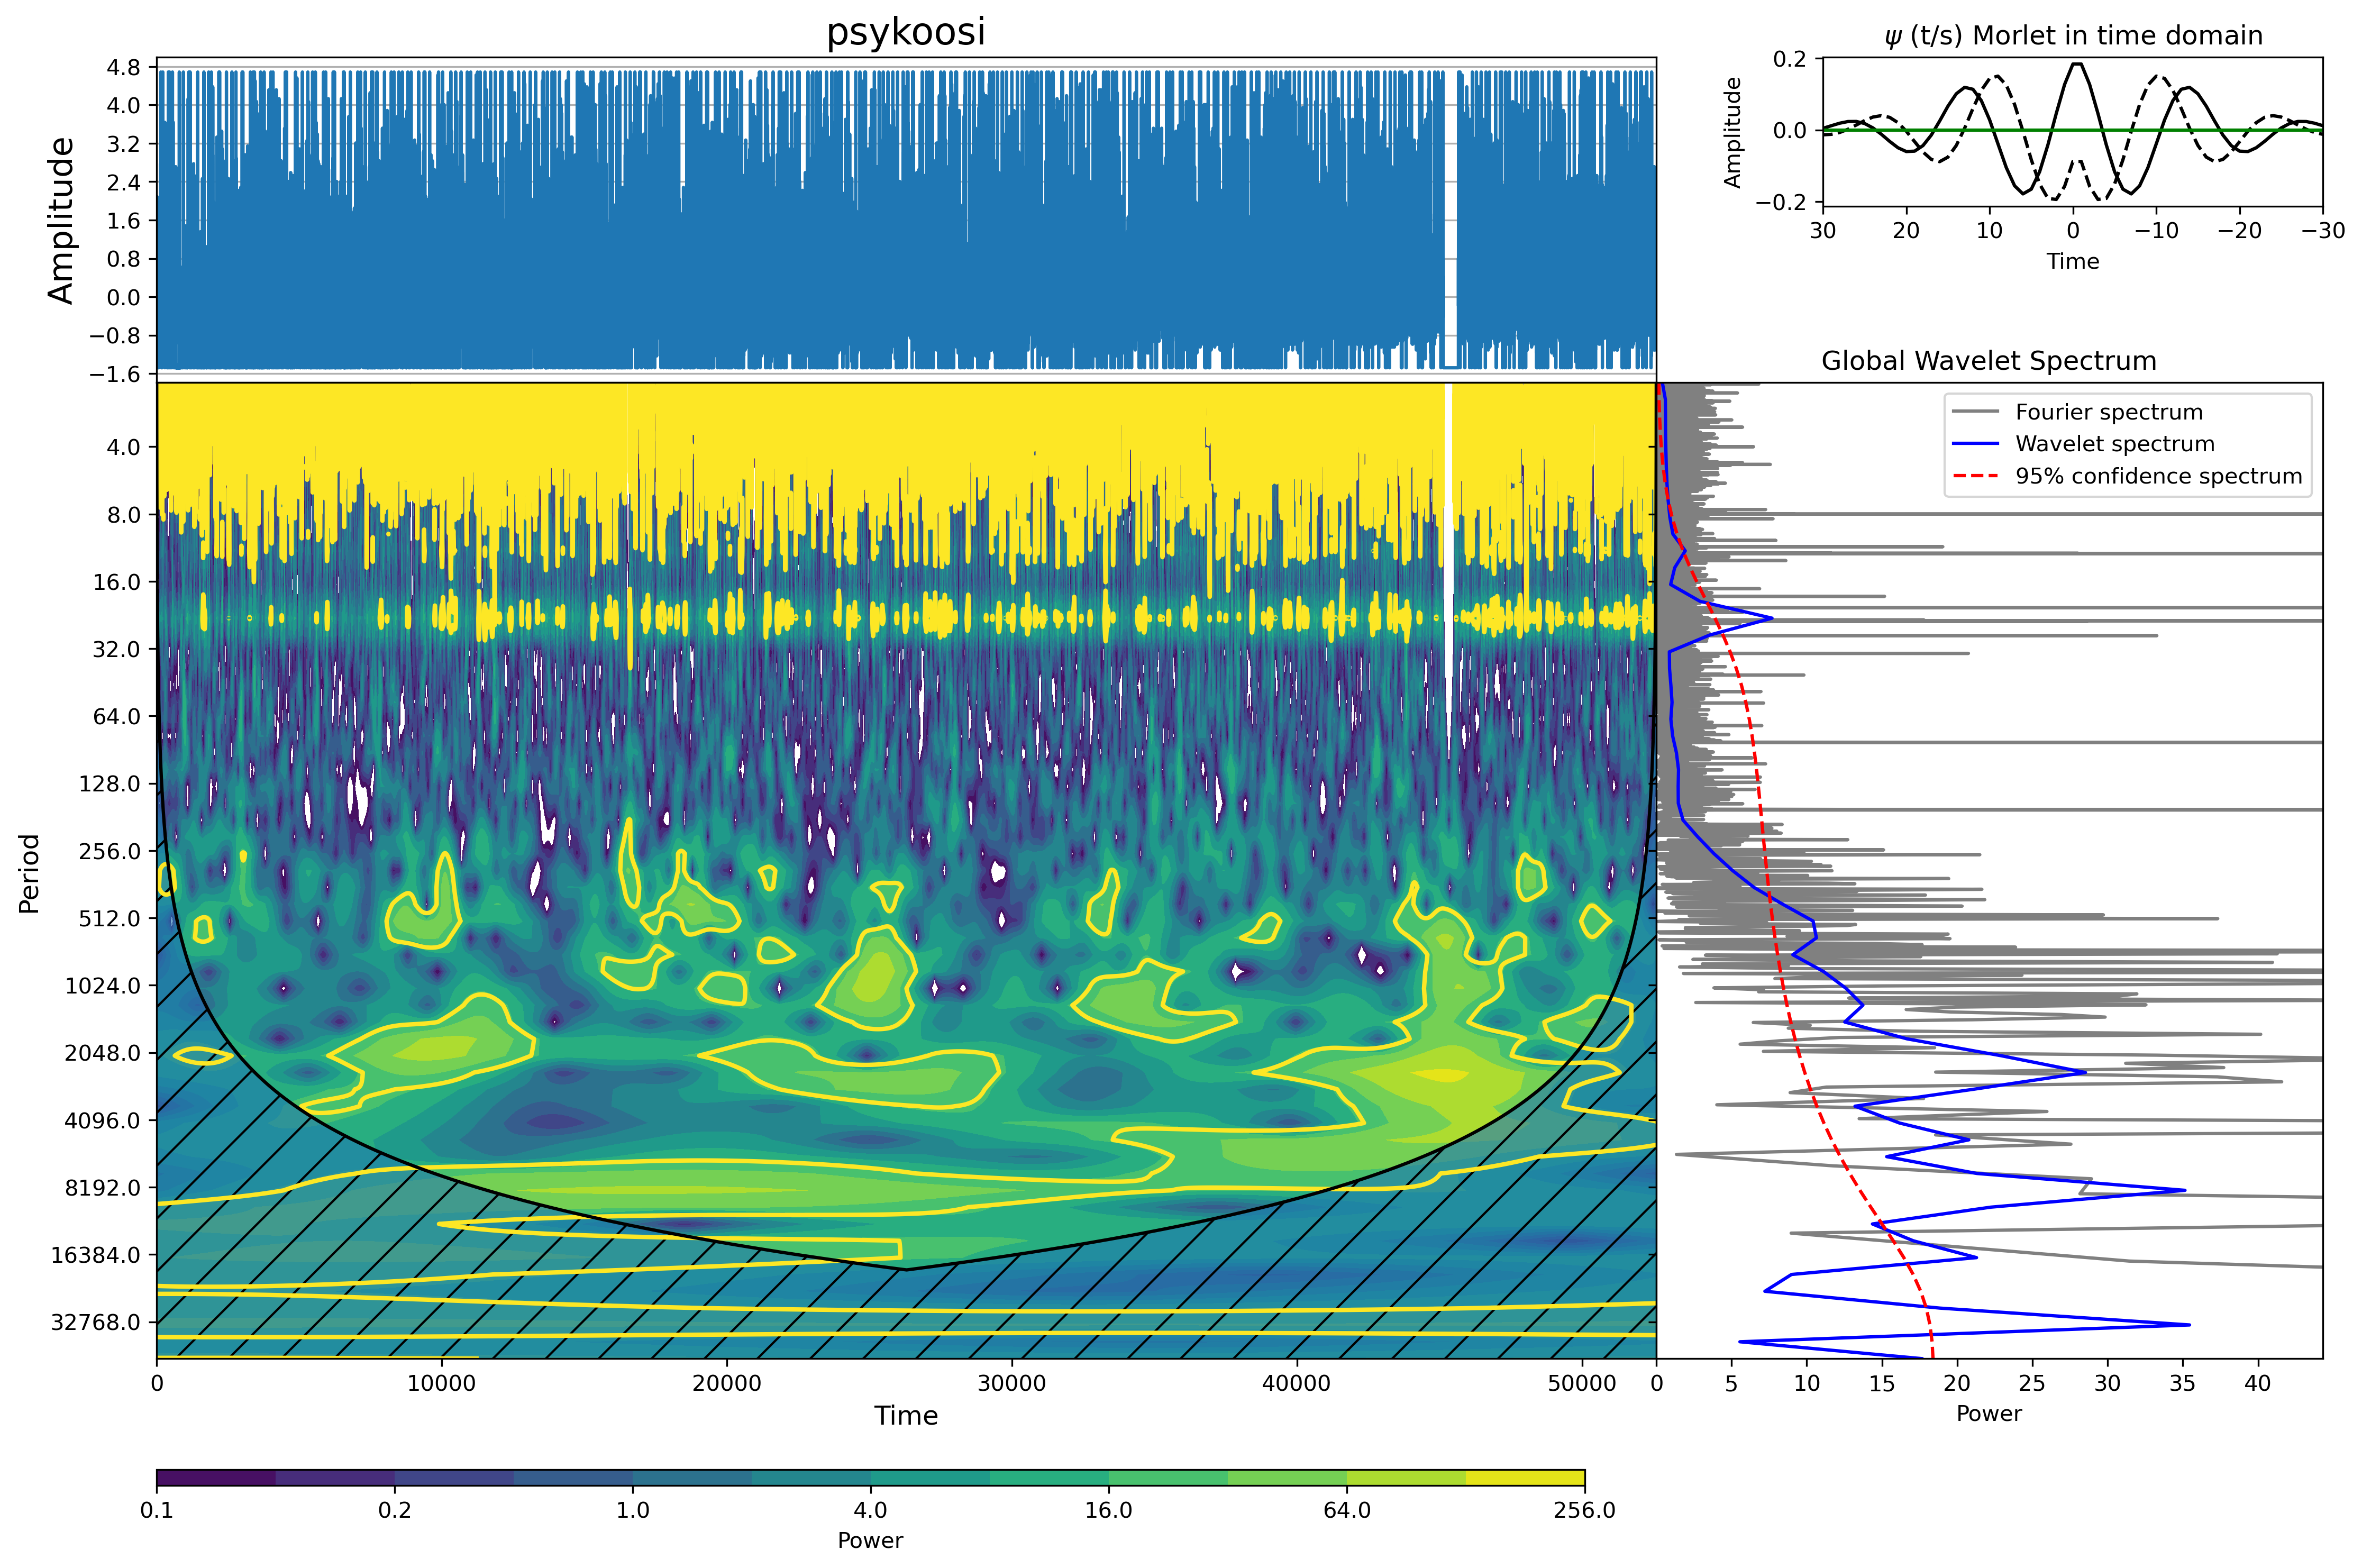 psykoosi
Amplitude
4.8
4.0
3.2
2.4
1.6
0.8
0.0
−0.8
−1.6
ψ (t/s) Morlet in time domain
Amplitude
0.2
0.0
−0.2
30 20 10 0 −10 −20 −30
Time
Period
4.0
8.0
16.0
32.0
64.0
128.0
256.0
512.0
1024.0
2048.0
4096.0
8192.0
16384.0
32768.0
0 10000 20000 30000 40000 50000
Time
Global Wavelet Spectrum
Fourier spectrum
Wavelet spectrum
95% confidence spectrum
0 5 10 15 20 25 30 35 40
Power
0.1 0.2 1.0 4.0 16.0 64.0 256.0
Power